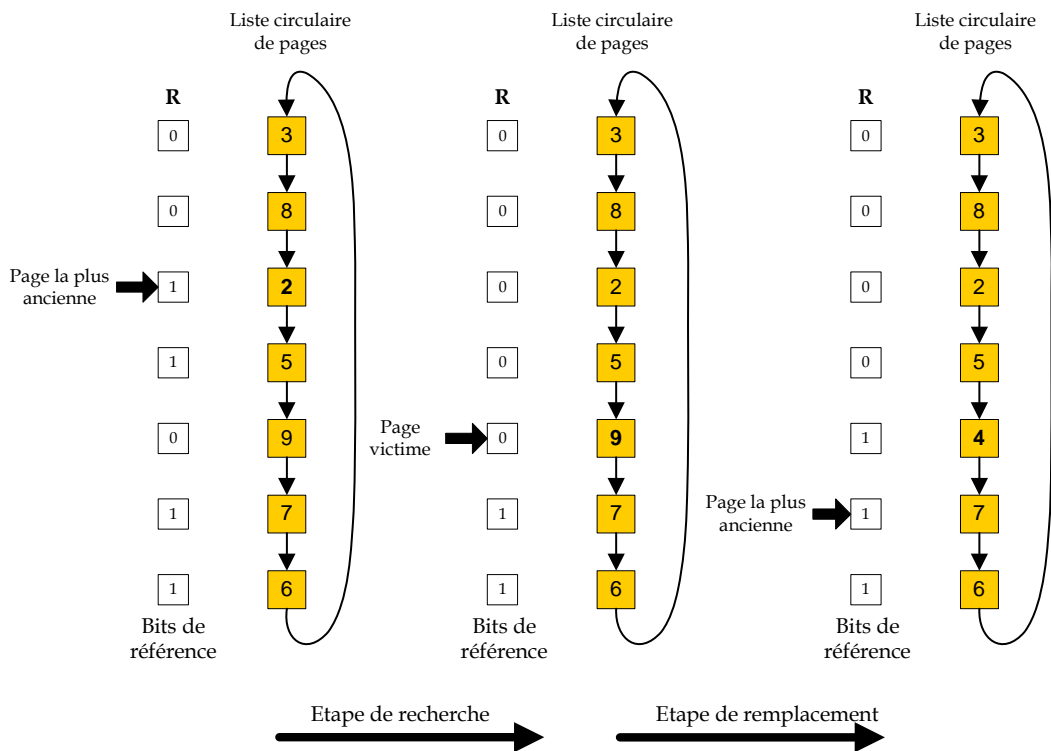 Liste circulaire
de pages
Liste circulaire
de pages
Liste circulaire
de pages
R
R
R
0
3
0
3
0
3
0
8
0
8
0
8
Page la plus
ancienne
1
2
0
2
0
2
1
5
0
5
0
5
0
9
Page
victime
0
9
1
4
1
7
1
7
Page la plus
ancienne
1
7
1
6
1
6
1
6
Bits de
référence
Bits de
référence
Bits de
référence
Etape de recherche
Etape de remplacement